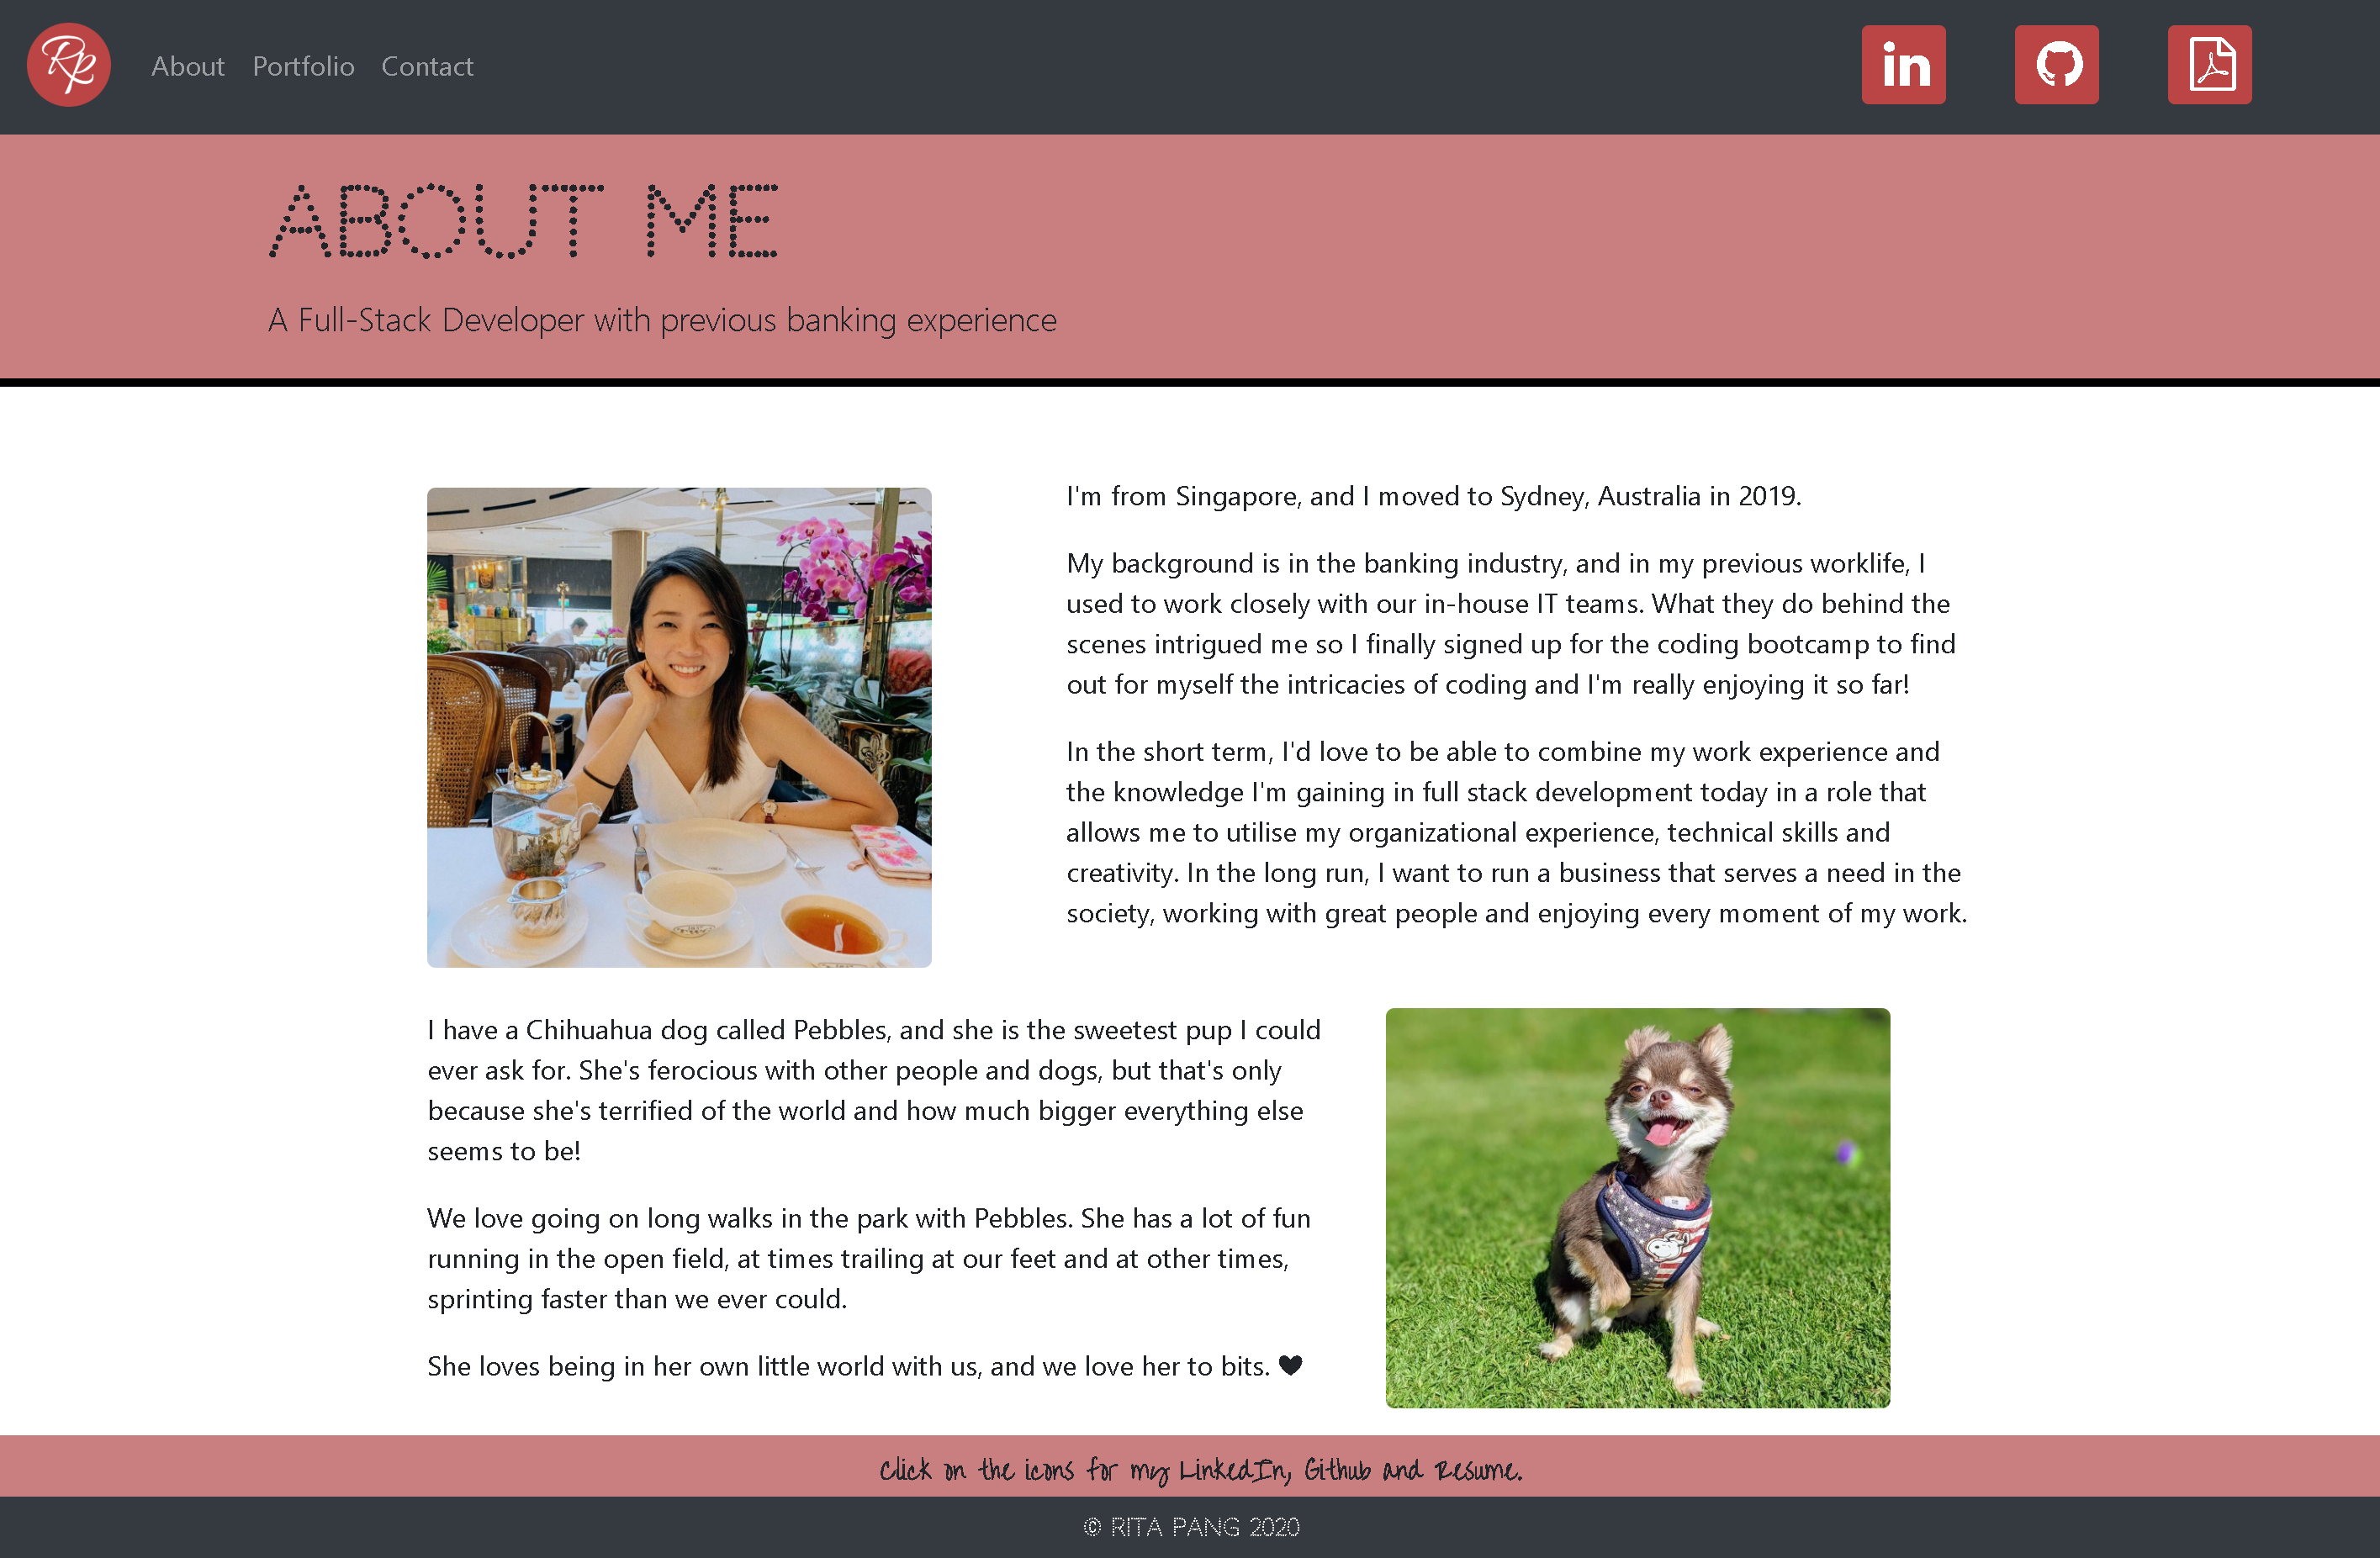 RP
About Portfolio Contact
in
ABOUT ME
A Full-Stack Developer with previous banking experience
I'm from Singapore, and I moved to Sydney, Australia in 2019.
My background is in the banking industry, and in my previous worklife, I
used to work closely with our in-house IT teams. What they do behind the
scenes intrigued me so I finally signed up for the coding bootcamp to find
out for myself the intricacies of coding and I'm really enjoying it so far!
In the short term, I'd love to be able to combine my work experience and
the knowledge I'm gaining in full stack development today in a role that
allows me to utilise my organizational experience, technical skills and
creativity. In the long run, I want to run a business that serves a need in the
society, working with great people and enjoying every moment of my work.
I have a Chihuahua dog called Pebbles, and she is the sweetest pup I could
ever ask for. She's ferocious with other people and dogs, but that's only
because she's terrified of the world and how much bigger everything else
seems to be!
We love going on long walks in the park with Pebbles. She has a lot of fun
running in the open field, at times trailing at our feet and at other times,
sprinting faster than we ever could.
She loves being in her own little world with us, and we love her to bits. ♥
Click on the icons for my LinkedIn, Github and Resume.
© RITA PANG 2020